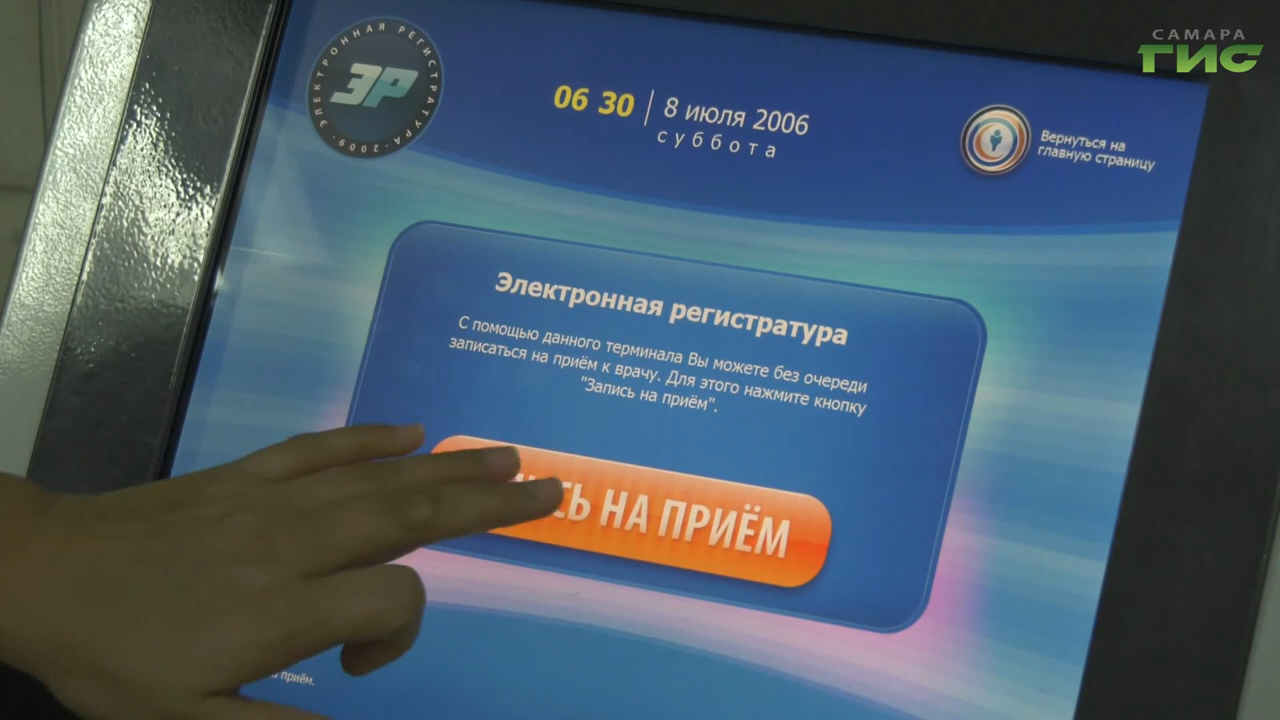 САМАРА
ГИС
ЭЛЕКТРОННАЯ РЕГИСТРАТУРА · 2009 ·
ЭР
06 30 | 8 июля 2006
суббота
Вернуться на
главную страницу
Электронная регистратура
С помощью данного терминала Вы можете без очереди
записаться на приём к врачу. Для этого нажмите кнопку
"Запись на приём".
НА ПРИЁМ
приём.